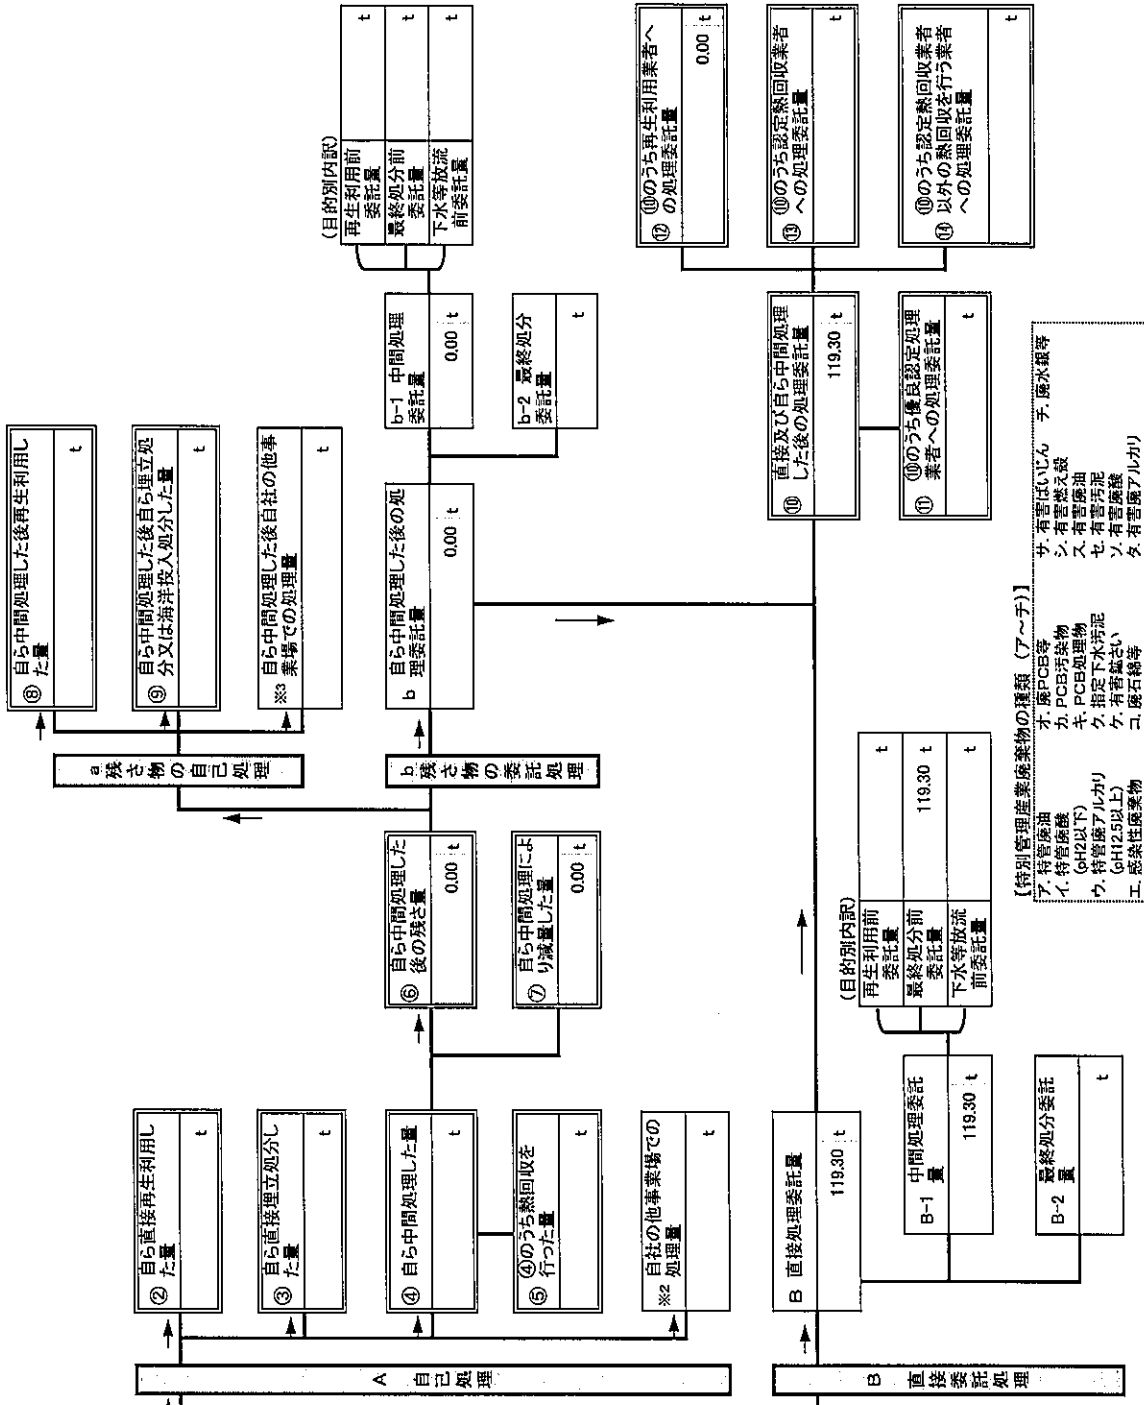 A 自己処理
② 自ら直接再生利用し
た量
t
③ 自ら直接埋立処分し
た量
t
④ 自ら中間処理した量
t
⑤ ④のうち熱回収を
行った量
t
※2 自社の他事業場での
処理量
t
⑥ 自ら中間処理した
後の残さ量
0.00 t
⑦ 自ら中間処理によ
り減量した量
0.00 t
a 残さ物の自己処理
⑧ 自ら中間処理した後再生利用し
た量
t
⑨ 自ら中間処理した後自ら埋立処
分又は海洋投入処分した量
t
※3 自ら中間処理した後自社の他事
業場での処理量
t
b 残さ物の委託処理
b 自ら中間処理した後の処
理委託量
0.00 t
b-1 中間処理
委託量
0.00 t
b-2 最終処分
委託量
t
(目的別内訳)
再生利用前
委託量
t
最終処分前
委託量
t
下水等放流
前委託量
t
B 直接委託処理
B 直接処理委託量
119.30 t
B-1 中間処理委託
量
119.30 t
B-2 最終処分委託
量
t
(目的別内訳)
再生利用前
委託量
t
最終処分前
委託量
119.30 t
下水等放流
前委託量
t
⑩ 直接及び自ら中間処理
した後の処理委託量
119.30 t
⑪ ⑩のうち優良認定処理
業者への処理委託量
t
⑫ ⑩のうち再生利用業者へ
の処理委託量
0.00 t
⑬ ⑩のうち認定熱回収業者
への処理委託量
t
⑭ ⑩のうち認定熱回収業者
以外の熱回収を行う業者
への処理委託量
t
【特別管理産業廃棄物の種類 (ア～チ)】
ア. 特管廃油
イ. 特管廃酸
(pH2以下)
ウ. 特管廃アルカリ
(pH12.5以上)
エ. 感染性廃棄物
オ. 廃PCB等
カ. PCB汚染物
キ. PCB処理物
ク. 指定下水汚泥
ケ. 有害鉱さい
コ. 廃石綿等
サ. 有害ばいじん
シ. 有害燃え殻
ス. 有害廃油
セ. 有害汚泥
ソ. 有害廃酸
タ. 有害廃アルカリ
チ. 廃水銀等